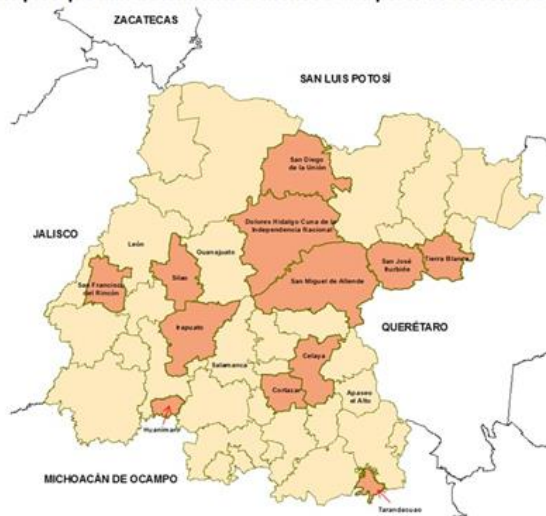 ZACATECAS
SAN LUIS POTOSÍ
San Diego
de la Unión
Dolores Hidalgo Cuna de la
Independencia Nacional
JALISCO
León
Guanajuato
San Francisco
del Rincón
Silao
San Miguel de Allende
San José
Iturbide
Tierra Blanca
Irapuato
QUERÉTARO
Celaya
Salamanca
Cortazar
Apaseo
el Alto
Huanímaro
MICHOACÁN DE OCAMPO
Tarandacuao